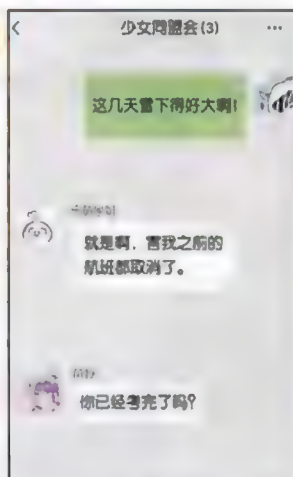 少女同盟会(3)
这几天雪下得好大啊!
就是啊，害我之前的
航班都取消了。
你已经考完了吗?